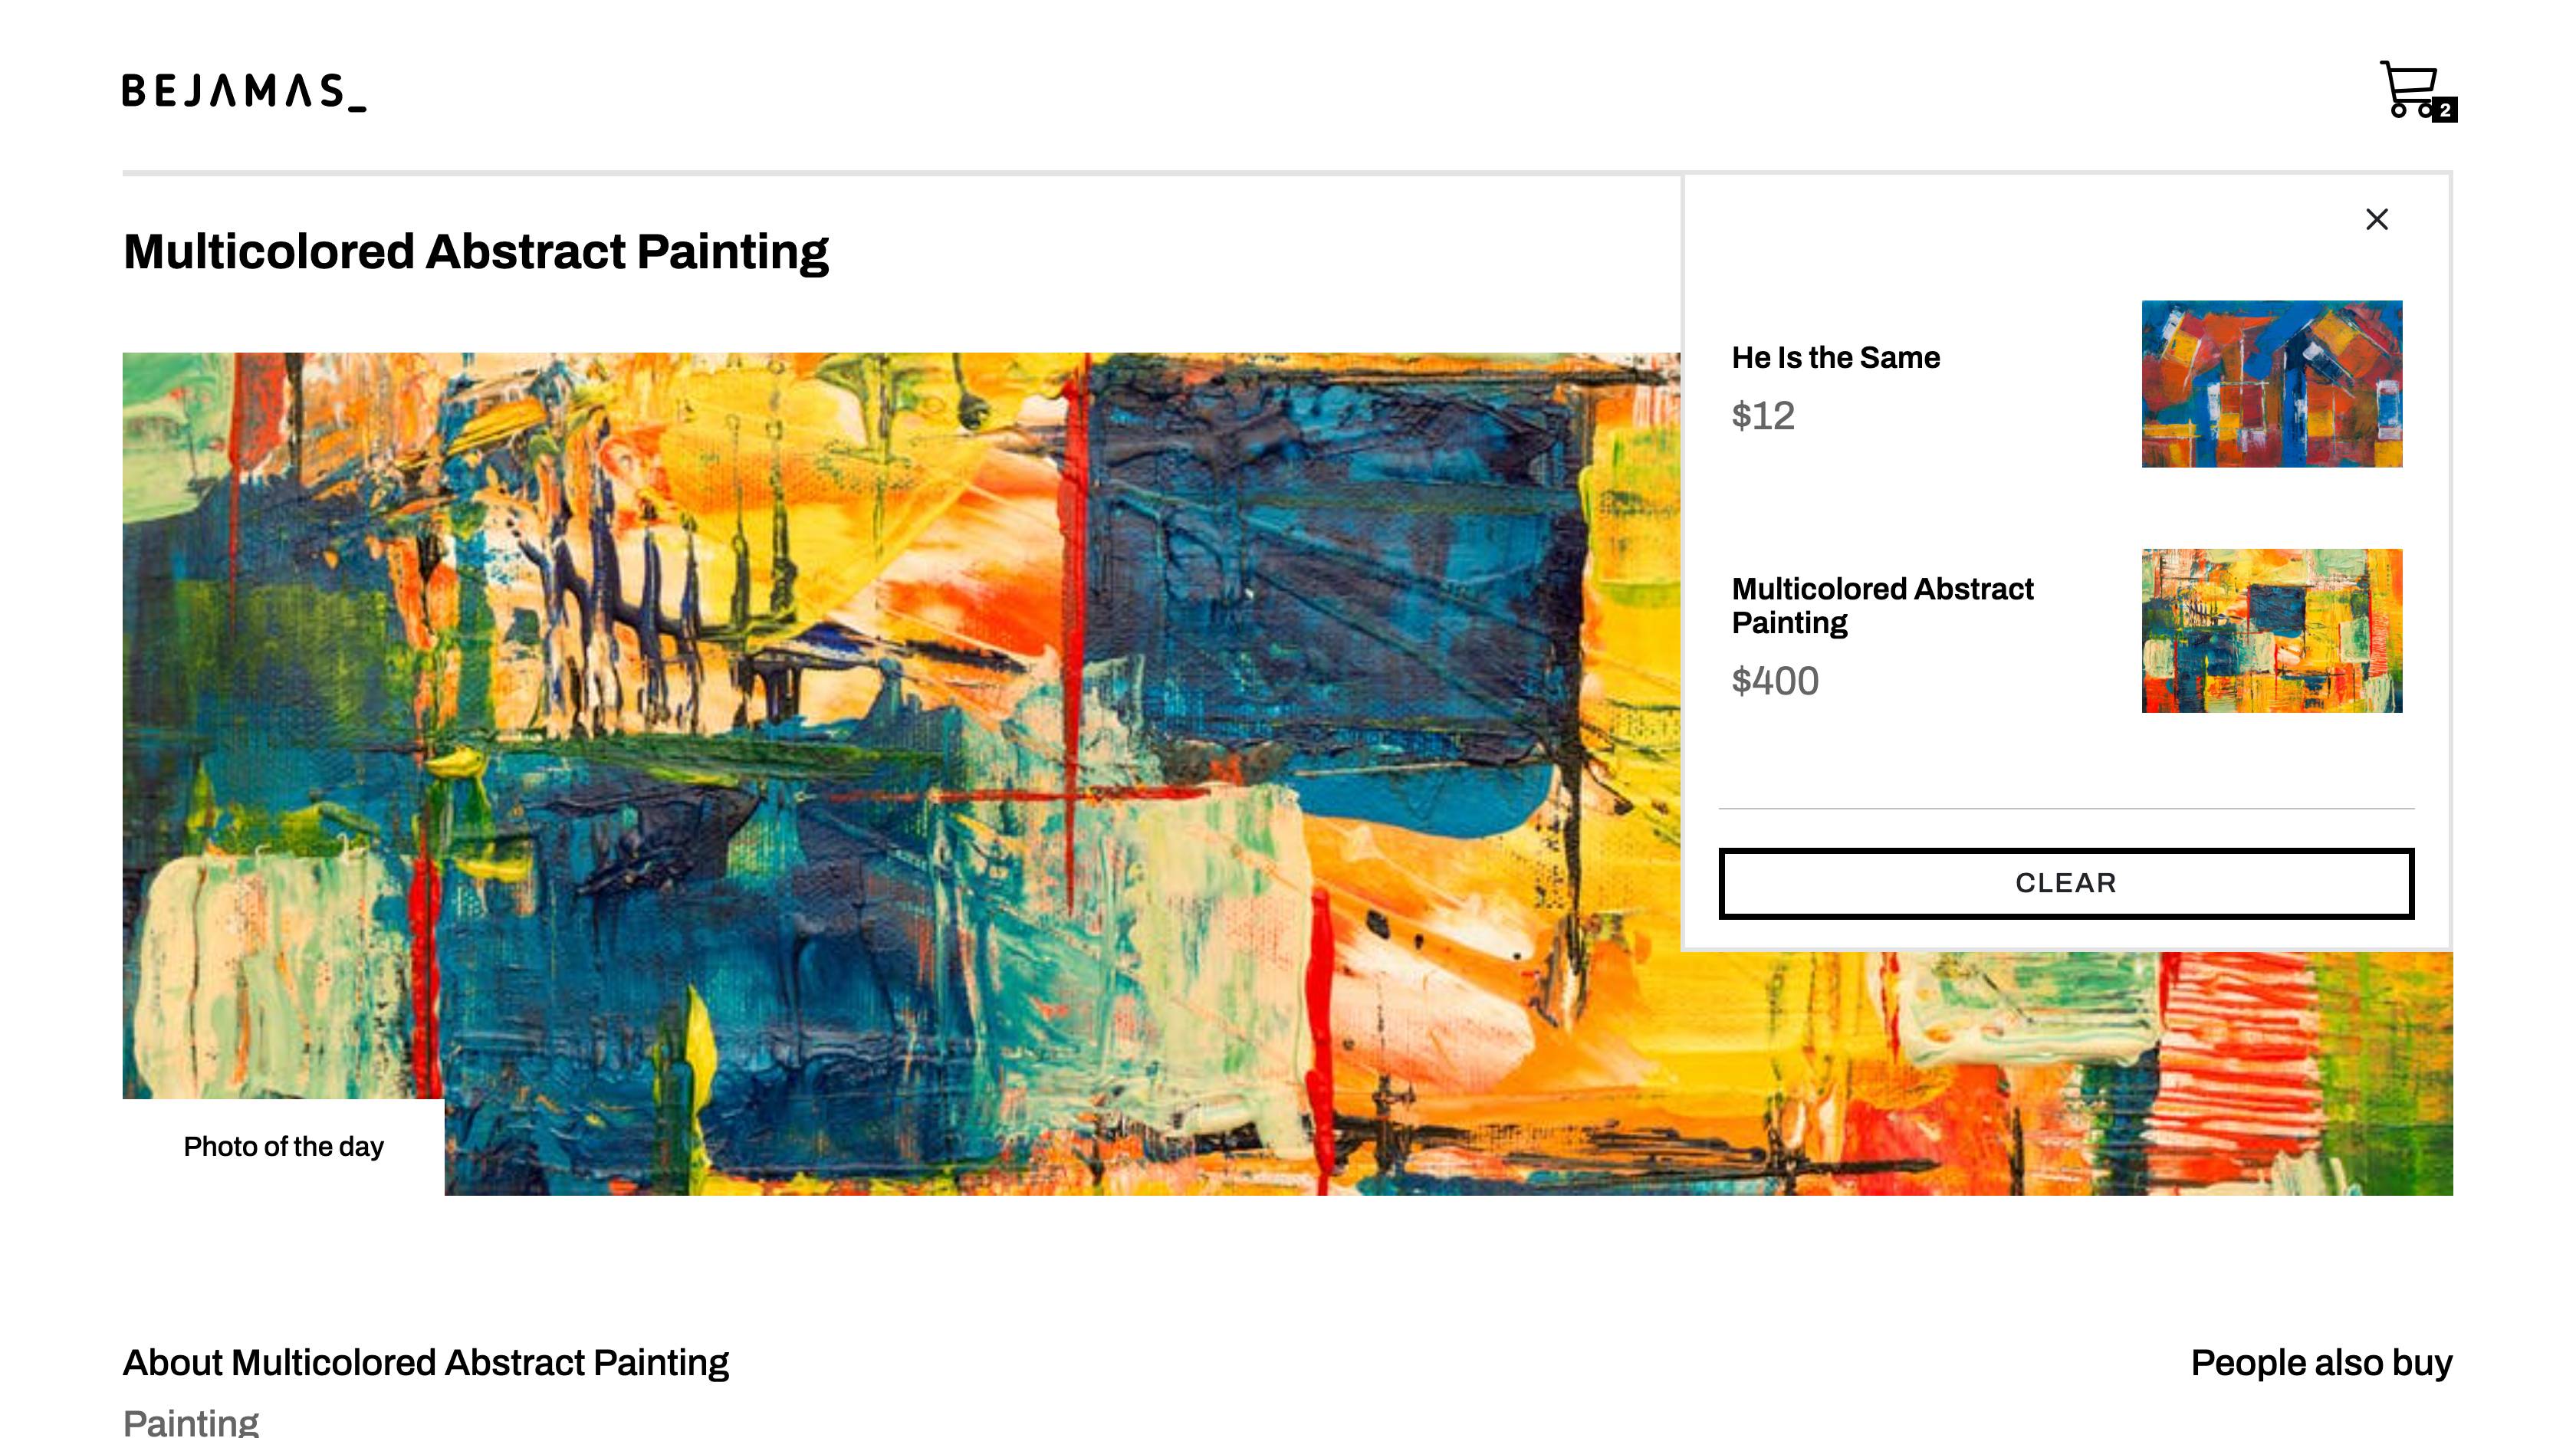 BEJAMAS_
2
Multicolored Abstract Painting
He Is the Same
$12
Multicolored Abstract
Painting
$400
CLEAR
Photo of the day
About Multicolored Abstract Painting
People also buy
Painting